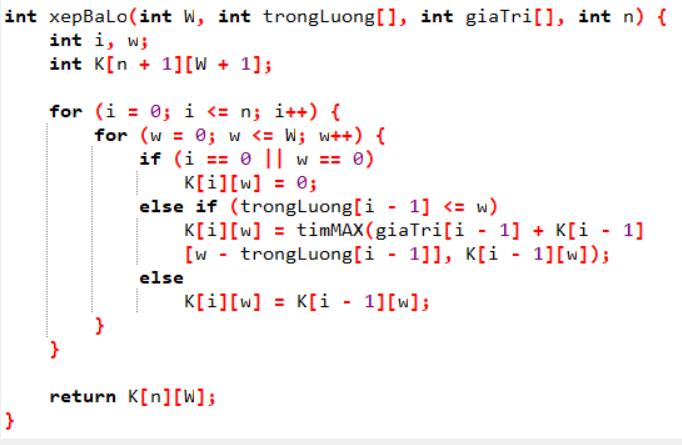 int xepBaLo(int W, int trongLuong[], int giaTri[], int n) {
    int i, w;
    int K[n + 1][W + 1];

    for (i = 0; i <= n; i++) {
        for (w = 0; w <= W; w++) {
            if (i == 0 || w == 0)
                K[i][w] = 0;
            else if (trongLuong[i - 1] <= w)
                K[i][w] = timMAX(giaTri[i - 1] + K[i - 1]
                [w - trongLuong[i - 1]], K[i - 1][w]);
            else
                K[i][w] = K[i - 1][w];
        }
    }

    return K[n][W];
}